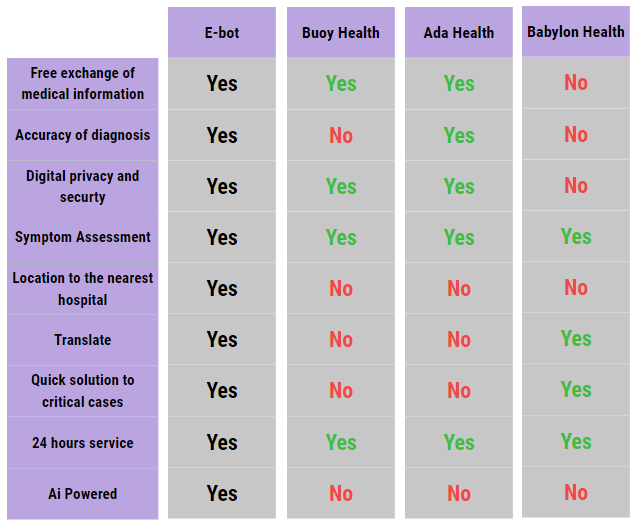 E-bot Buoy Health Ada Health Babylon Health
Free exchange of
medical information Yes Yes Yes No
Accuracy of diagnosis Yes No Yes No
Digital privacy and
securty Yes Yes Yes No
Symptom Assessment Yes Yes Yes Yes
Location to the nearest
hospital Yes No No No
Translate Yes No No Yes
Quick solution to
critical cases Yes No No Yes
24 hours service Yes Yes Yes Yes
Ai Powered Yes No No No